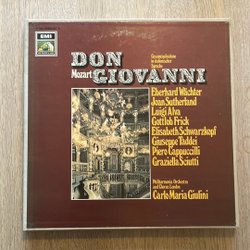 EMI
DON
Mozart GIOVANNI
Gesamtaufnahme
in italienischer
Sprache
Eberhard Wächter
Joan Sutherland
Luigi Alva
Gottlob Frick
Elisabeth Schwarzkopf
Giuseppe Taddei
Piero Cappuccilli
Graziella Sciutti
Philharmonia Orchestra
and Chorus London
Carlo Maria Giulini